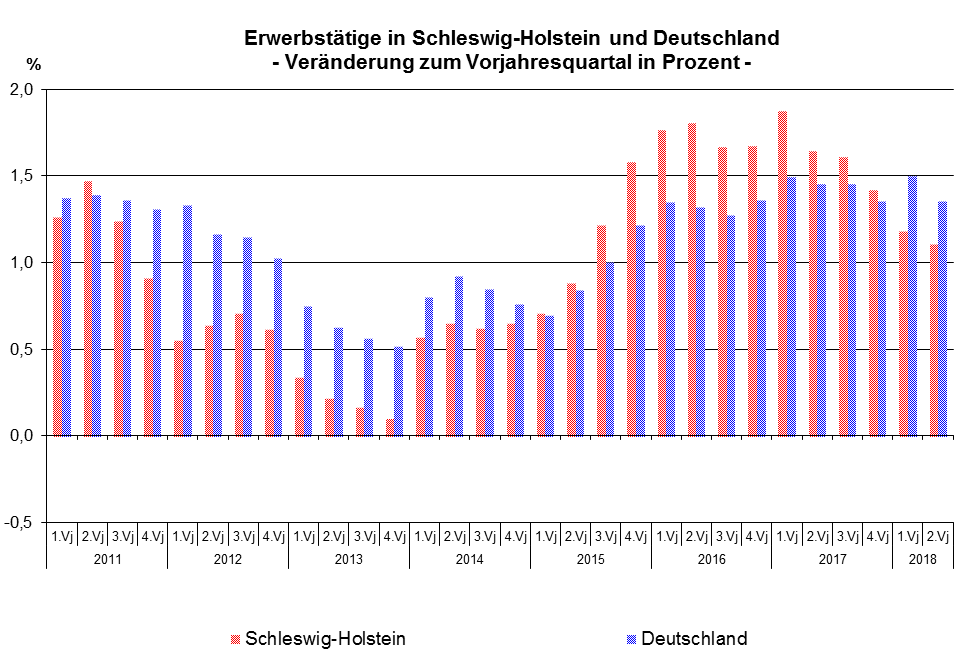 Erwerbstätige in Schleswig-Holstein und Deutschland
- Veränderung zum Vorjahresquartal in Prozent -
%
2,0
1,5
1,0
0,5
0,0
-0,5
1.Vj 2.Vj 3.Vj 4.Vj 1.Vj 2.Vj 3.Vj 4.Vj 1.Vj 2.Vj 3.Vj 4.Vj 1.Vj 2.Vj 3.Vj 4.Vj 1.Vj 2.Vj 3.Vj 4.Vj 1.Vj 2.Vj 3.Vj 4.Vj 1.Vj 2.Vj 3.Vj 4.Vj 1.Vj 2.Vj
2011 2012 2013 2014 2015 2016 2017 2018
Schleswig-Holstein Deutschland